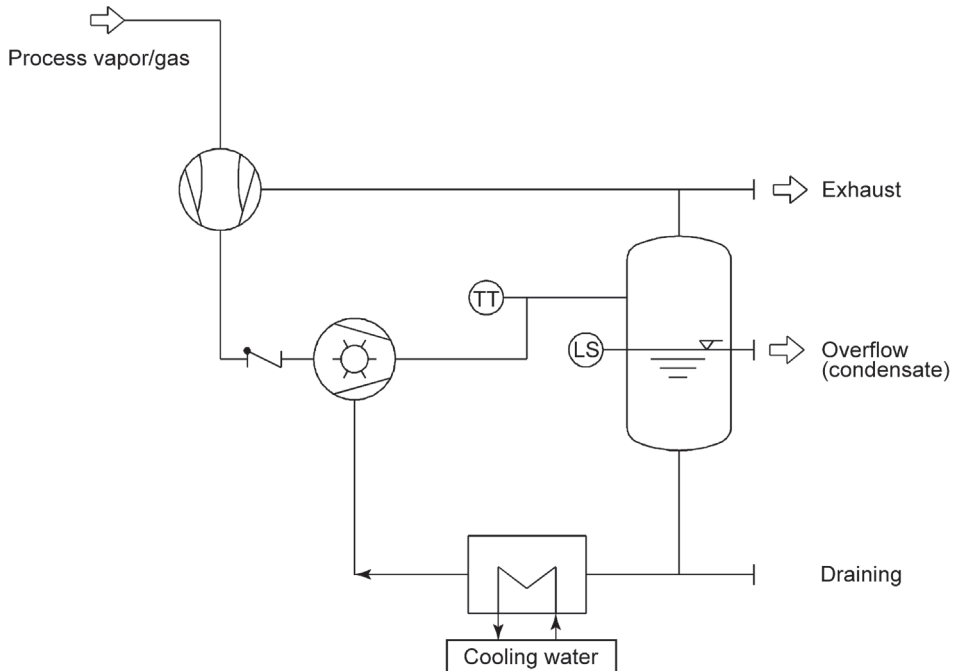 Process vapor/gas
Exhaust
TT
LS
Overflow
(condensate)
Draining
Cooling water